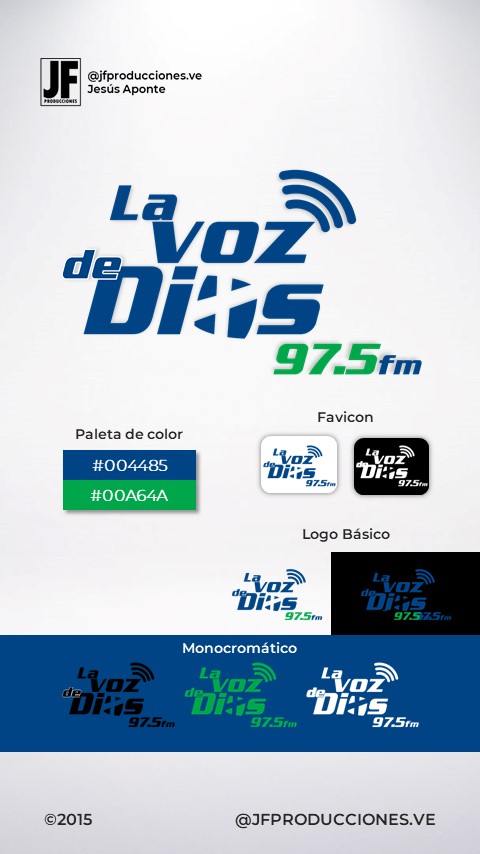 JF
PRODUCCIONES
@jfproducciones.ve
Jesús Aponte
La
voz
de
Dios
97.5fm
Favicon
Paleta de color
#004485
#00A64A
La
voz
de
Dios
97.5fm
La
voz
de
Dios
97.5fm
Logo Básico
La
voz
de
Dios
97.5fm
La
voz
de
Dios
97.5fm
Monocromático
La
voz
de
Dios
97.5fm
La
voz
de
Dios
97.5fm
La
voz
de
Dios
97.5fm
©2015
@JFPRODUCCIONES.VE